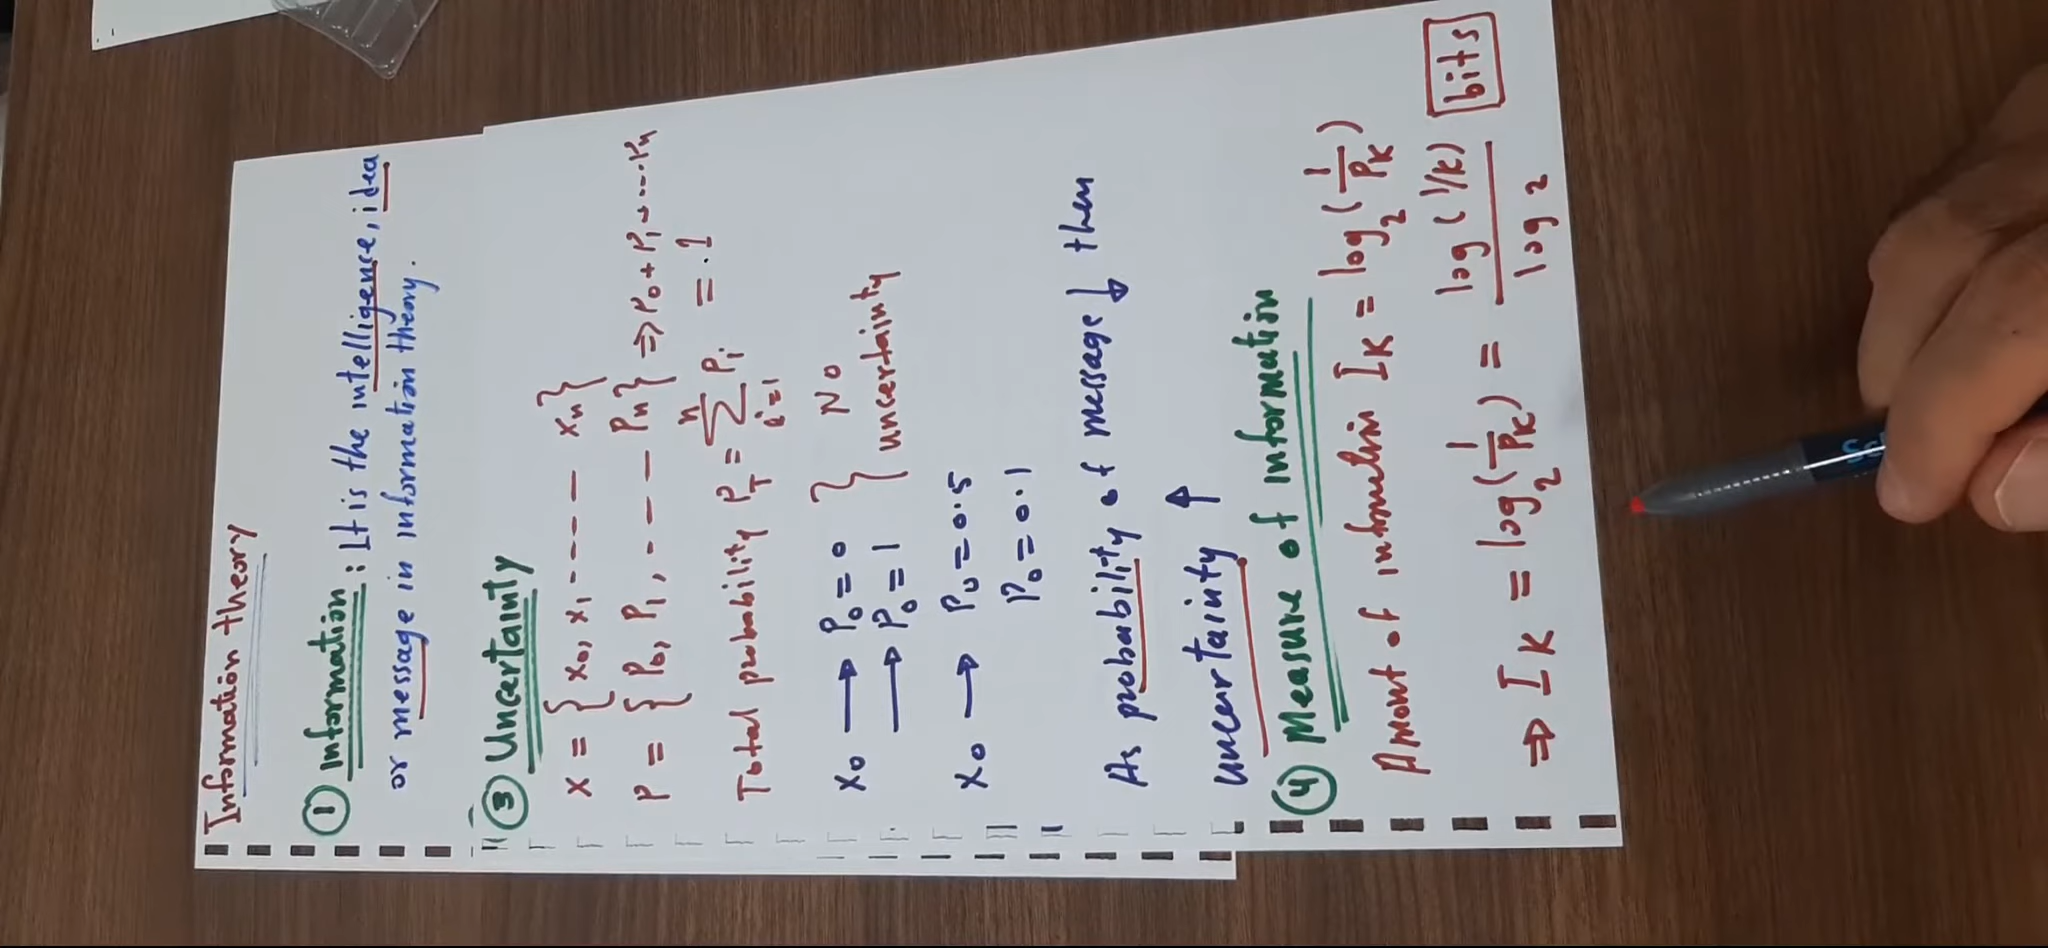 Information theory
① Information : It is the intelligence, idea
or message in information theory.
③ Uncertainty
X = { x₀, x₁ ---- xₙ }
P = { P₀, P₁, --- Pₙ } ⇒ P₀ + P₁, + ---- Pₙ
= .1
Total probability P_T = ∑ᵢ₌₁ⁿ Pᵢ
x₀ → P₀ = 0 } No
→ P₀ = 1 uncertainty
x₀ → P₀ = 0.5
P₀ = 0.1
As probability of message ↓ then
uncertainty ↑
④ Measure of information
Amont of information I_K = log₂ (1/P_K)
⇒ I_K = log₂ (1/P_K) = log (1/K) / log 2 bits